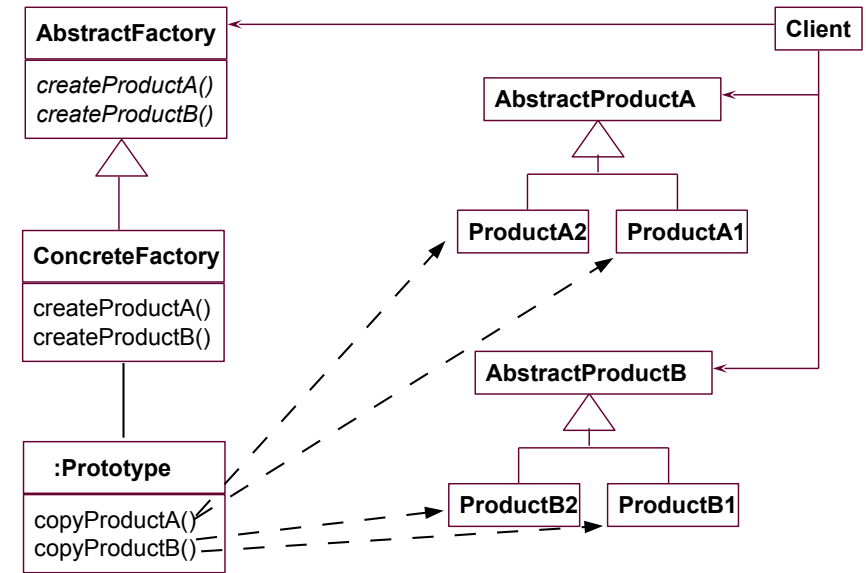 AbstractFactory
createProductA()
createProductB()
Client
AbstractProductA
ProductA2
ProductA1
ConcreteFactory
createProductA()
createProductB()
AbstractProductB
:Prototype
copyProductA()
copyProductB()
ProductB2
ProductB1